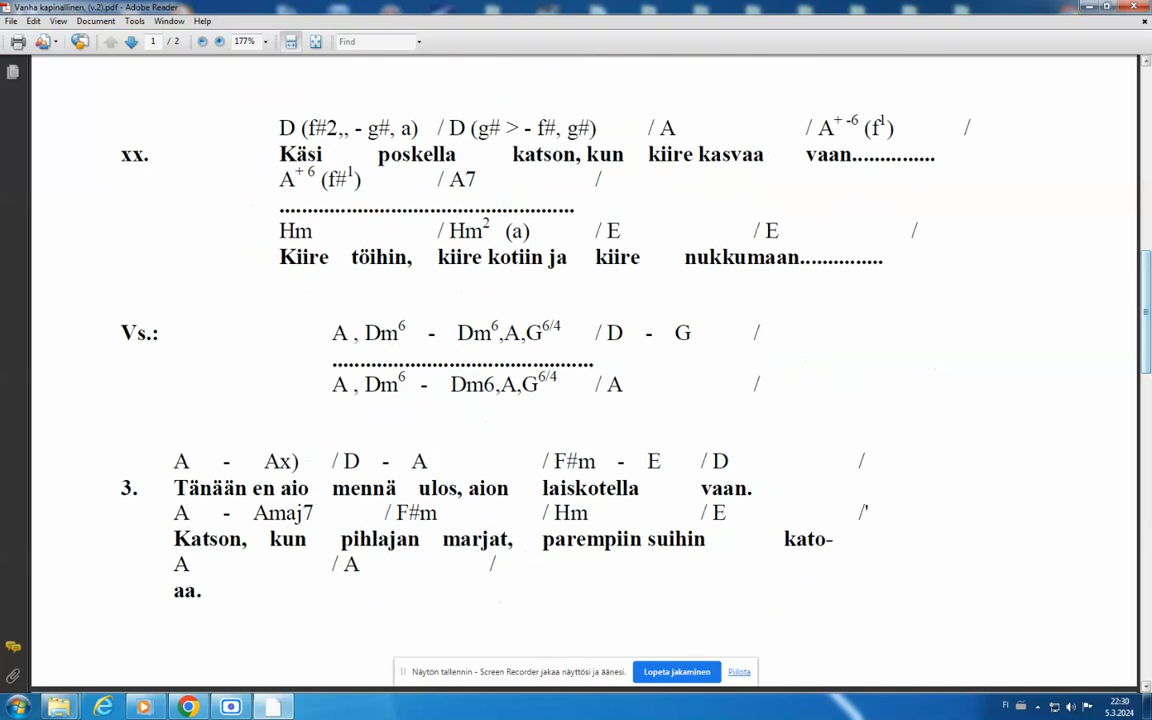 Vanha kapinallinen, (v.2).pdf - Adobe Reader
File Edit View Document Tools Window Help
1 / 2 177% Find
D (f#2,, - g#, a) / D (g# > - f#, g#) / A / A+ -6 (f1) /
xx. Käsi poskella katson, kun kiire kasvaa vaan...............
A+ 6 (f#1) / A7 /
....................................................
Hm / Hm2 (a) / E / E /
Kiire töihin, kiire kotiin ja kiire nukkumaan...............
Vs.: A , Dm6 - Dm6,A,G6/4 / D - G /
..............................................
A , Dm6 - Dm6,A,G6/4 / A /
A - Ax) / D - A / F#m - E / D /
3. Tänään en aio mennä ulos, aion laiskotella vaan.
A - Amaj7 / F#m / Hm / E /'
Katson, kun pihlajan marjat, parempiin suihin kato-
A / A /
aa.
Näytön tallennin - Screen Recorder jakaa näyttösi ja äänesi. Lopeta jakaminen Piilota
FI 22:30
5.3.2024